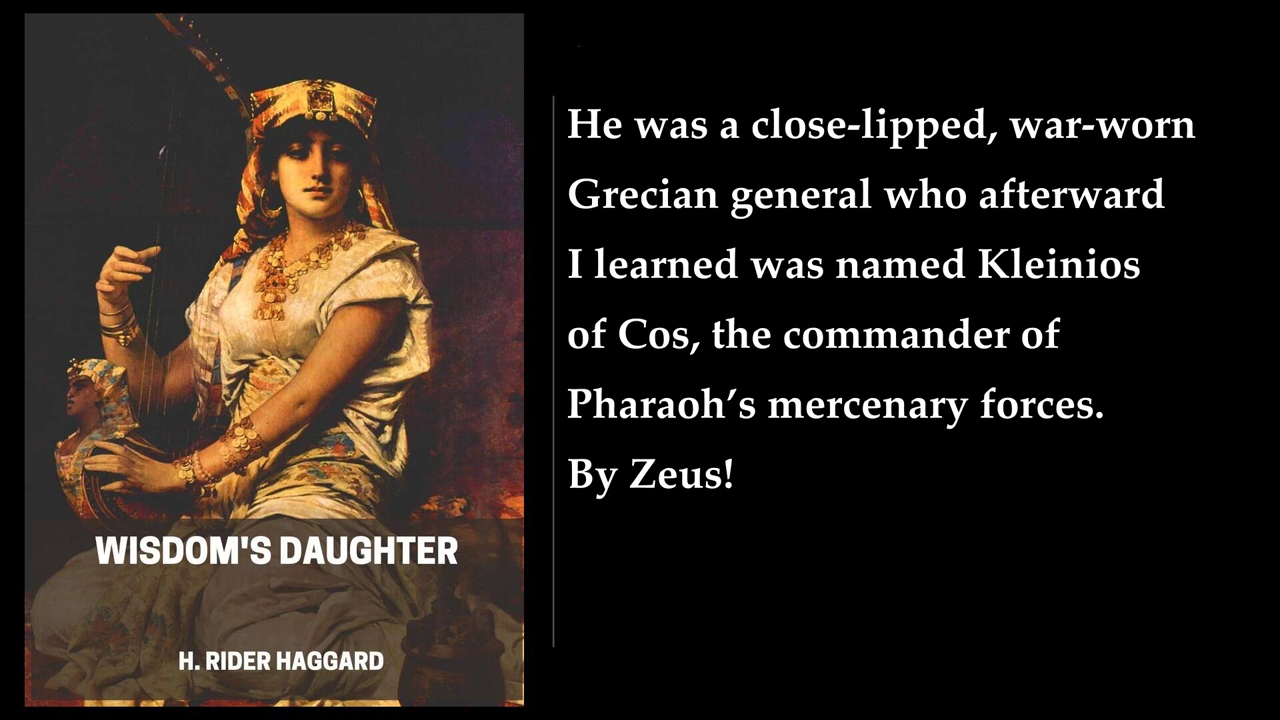 WISDOM'S DAUGHTER
H. RIDER HAGGARD
He was a close-lipped, war-worn
Grecian general who afterward
I learned was named Kleinios
of Cos, the commander of
Pharaoh’s mercenary forces.
By Zeus!